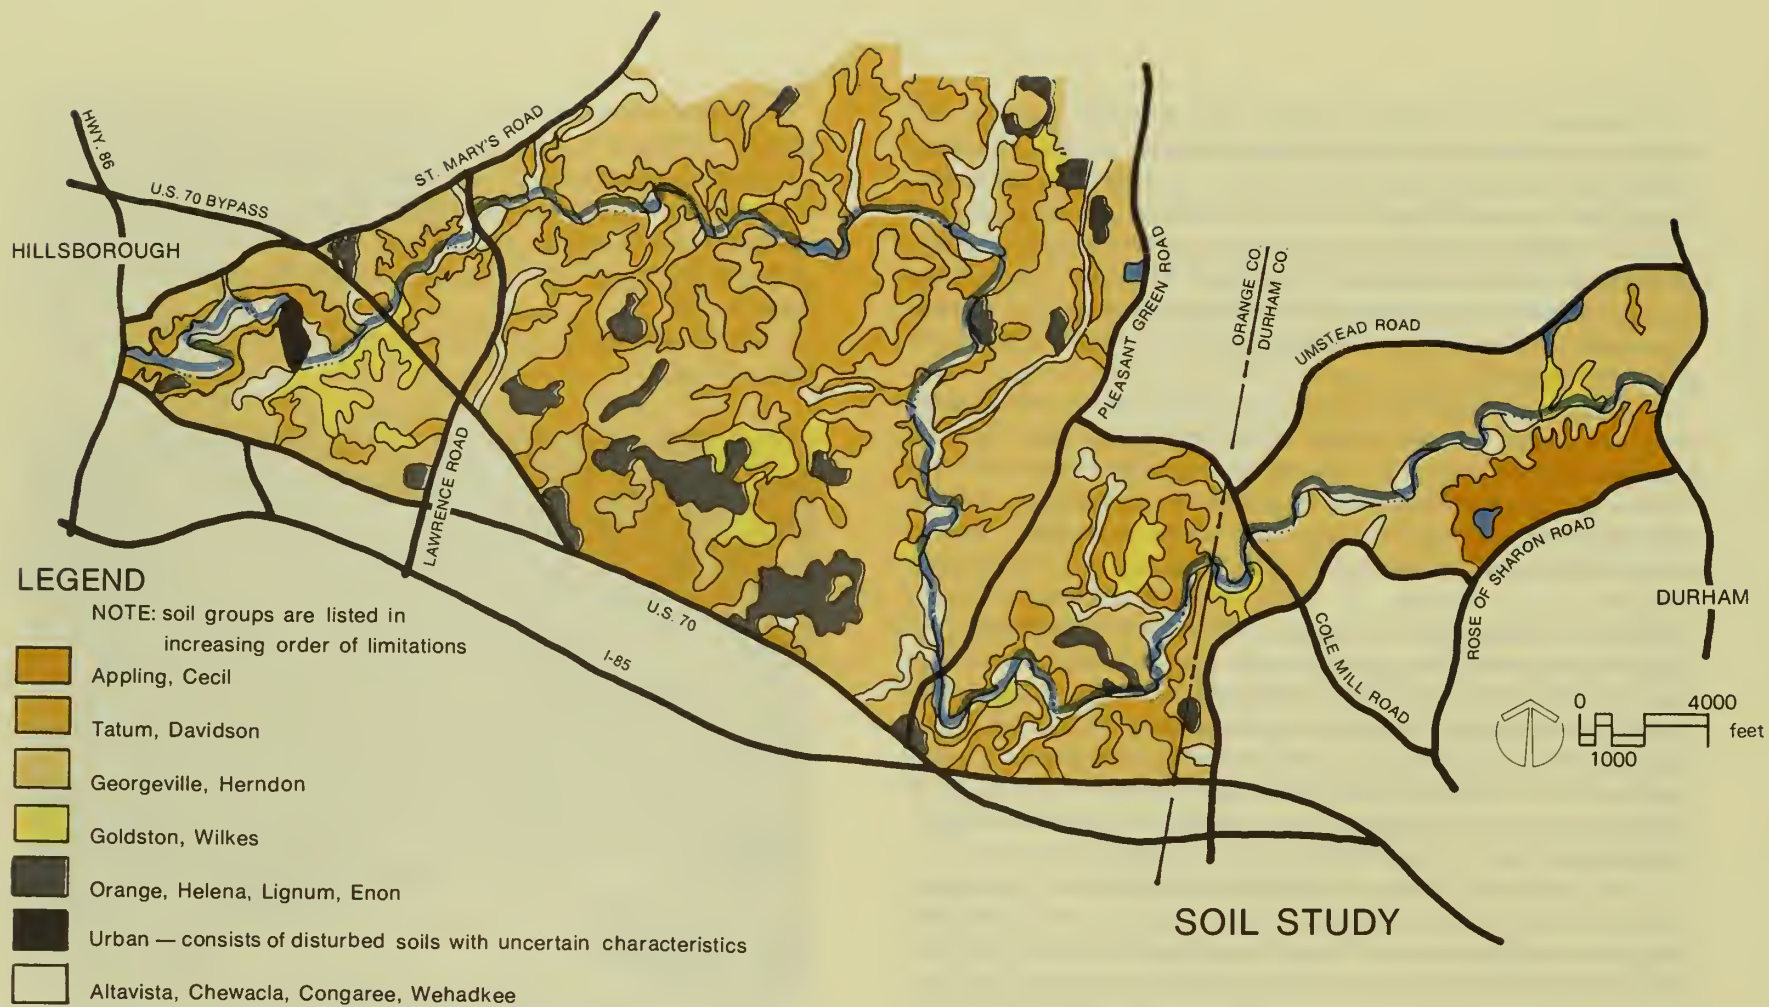 HWY. 86
U.S. 70 BYPASS
ST. MARY'S ROAD
HILLSBOROUGH
LAWRENCE ROAD
PLEASANT GREEN ROAD
ORANGE CO.
DURHAM CO.
UMSTEAD ROAD
ROSE OF SHARON ROAD
DURHAM
COLE MILL ROAD
U.S. 70
I-85
LEGEND
NOTE: soil groups are listed in
increasing order of limitations
Appling, Cecil
Tatum, Davidson
Georgeville, Herndon
Goldston, Wilkes
Orange, Helena, Lignum, Enon
Urban — consists of disturbed soils with uncertain characteristics
Altavista, Chewacla, Congaree, Wehadkee
0 4000
feet
1000
SOIL STUDY